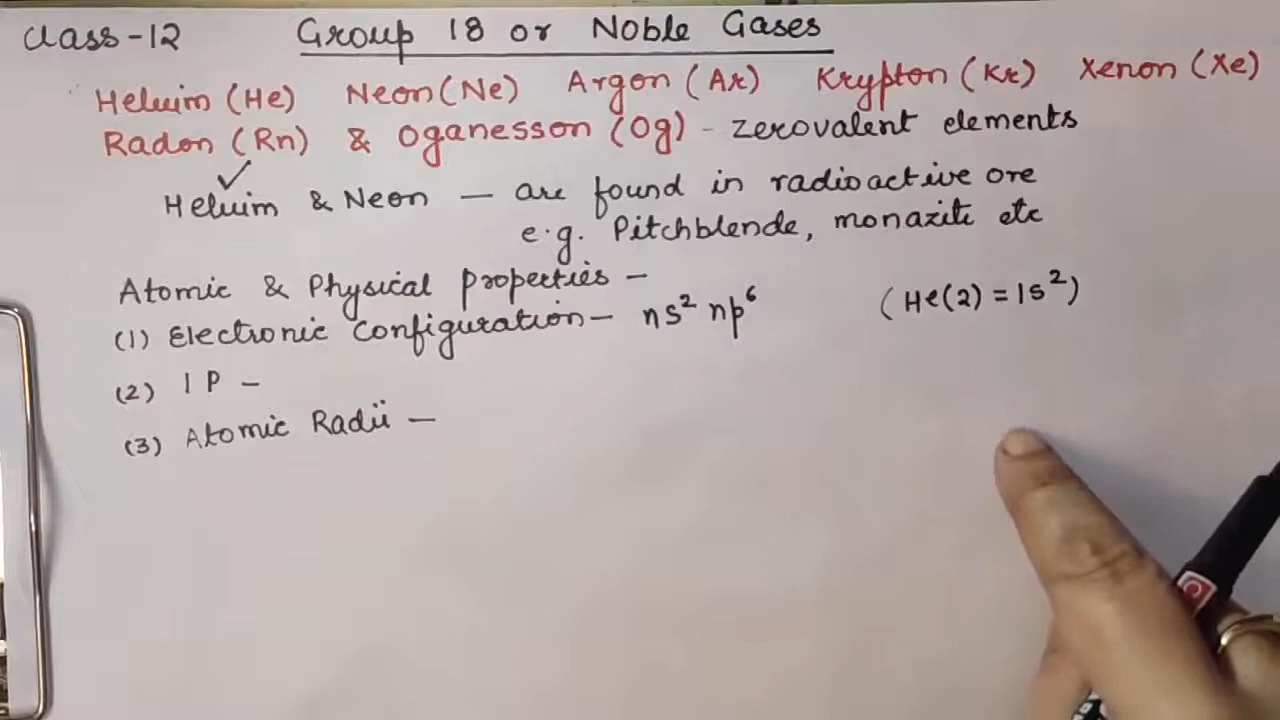 Class-12 Group 18 or Noble Gases
Heluim (He) Neon (Ne) Argon (Ar) Krypton (Kr) Xenon (Xe)
Radon (Rn) & Oganesson (Og) - zerovalent elements
Heluim & Neon — are found in radioactive ore
e.g. Pitchblende, monazite etc
Atomic & Physical properties –
(1) Electronic Configuration – ns² np⁶ (He(2) = 1s²)
(2) IP –
(3) Atomic Radii –